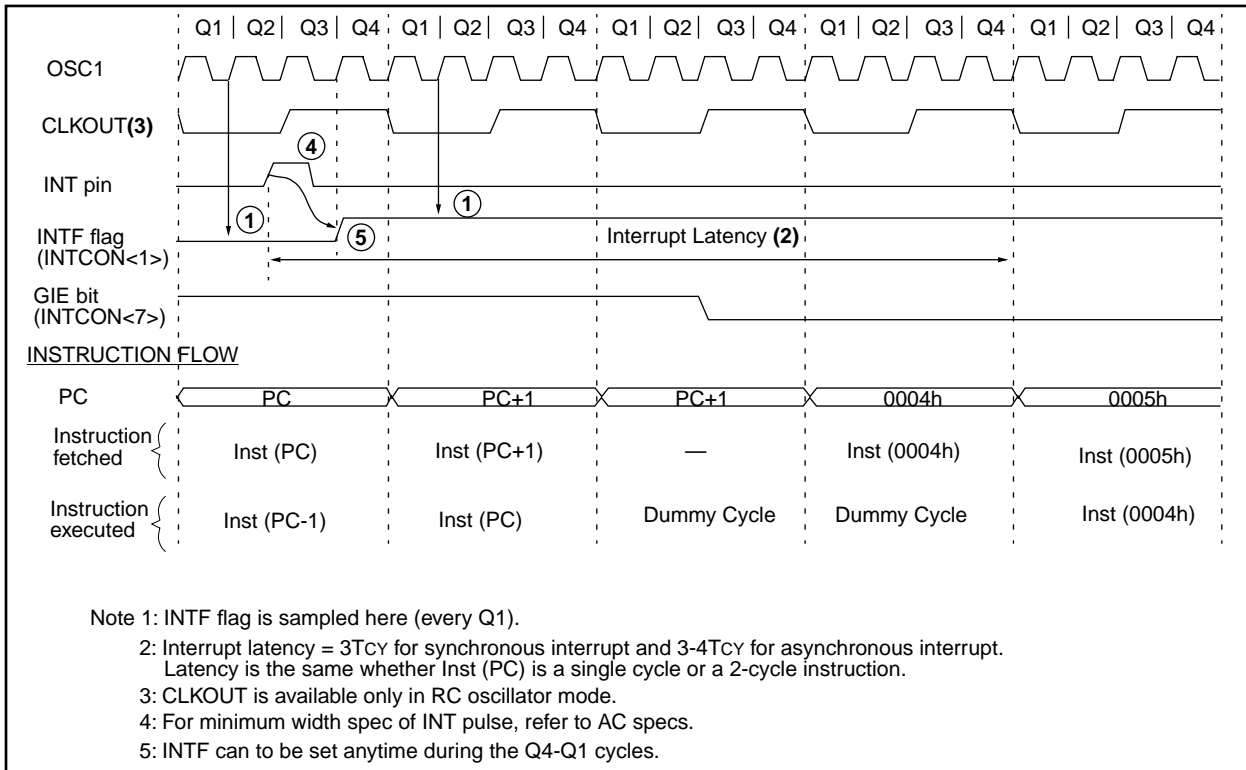 Q1 | Q2 | Q3 | Q4 Q1 | Q2 | Q3 | Q4 Q1 | Q2 | Q3 | Q4 Q1 | Q2 | Q3 | Q4 Q1 | Q2 | Q3 | Q4
OSC1
CLKOUT(3)
4
INT pin
1
1
INTF flag
(INTCON<1>)
5
Interrupt Latency (2)
GIE bit
(INTCON<7>)
INSTRUCTION FLOW
PC PC PC+1 PC+1 0004h 0005h
Instruction
fetched
Inst (PC) Inst (PC+1) — Inst (0004h) Inst (0005h)
Instruction
executed
Inst (PC-1) Inst (PC) Dummy Cycle Dummy Cycle Inst (0004h)
Note 1: INTF flag is sampled here (every Q1).
2: Interrupt latency = 3TCY for synchronous interrupt and 3-4TCY for asynchronous interrupt.
Latency is the same whether Inst (PC) is a single cycle or a 2-cycle instruction.
3: CLKOUT is available only in RC oscillator mode.
4: For minimum width spec of INT pulse, refer to AC specs.
5: INTF can to be set anytime during the Q4-Q1 cycles.